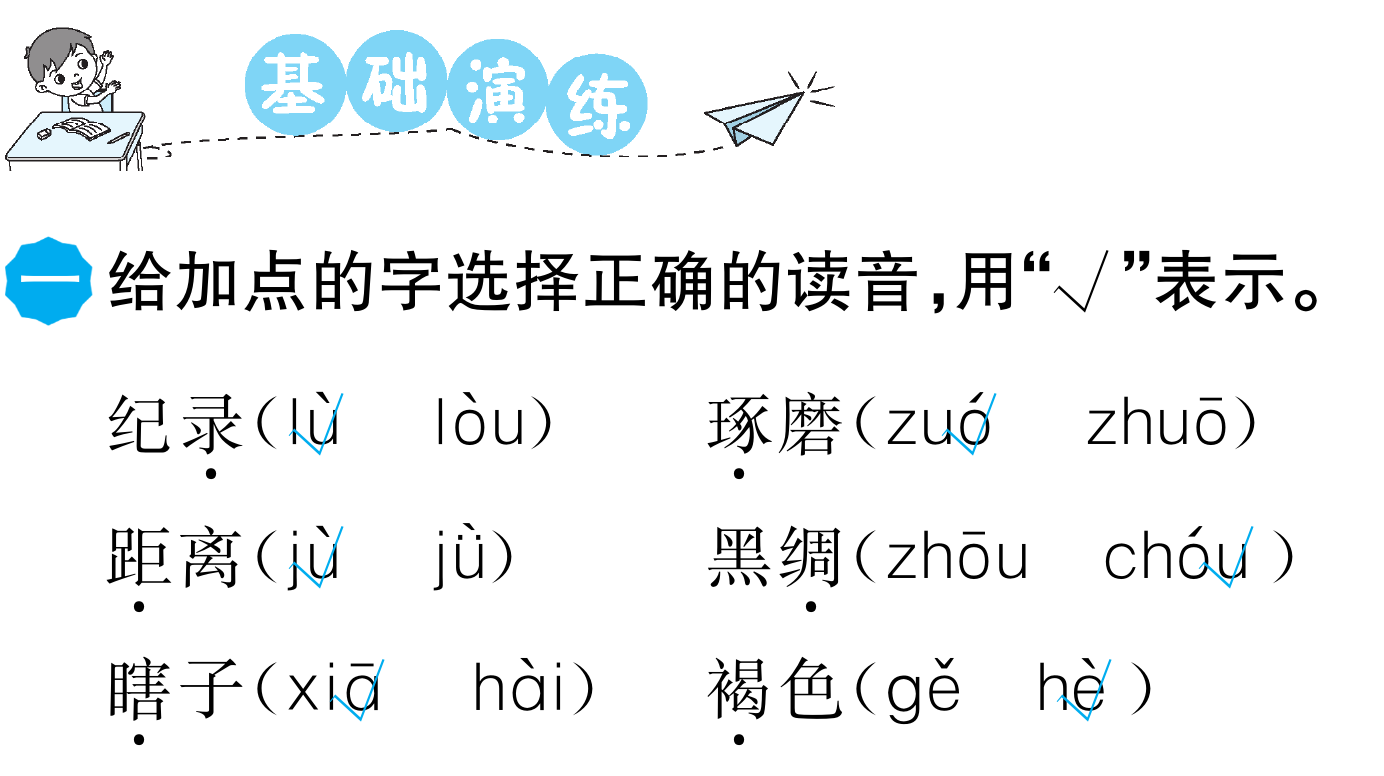 基础演练
一 给加点的字选择正确的读音,用“√”表示。
纪录(lù√ lòu) 琢磨(zuó√ zhuō)
距离(jù√ jǜ) 黑绸(zhōu chóu√)
瞎子(xiā√ hài) 褐色(gě hè√)